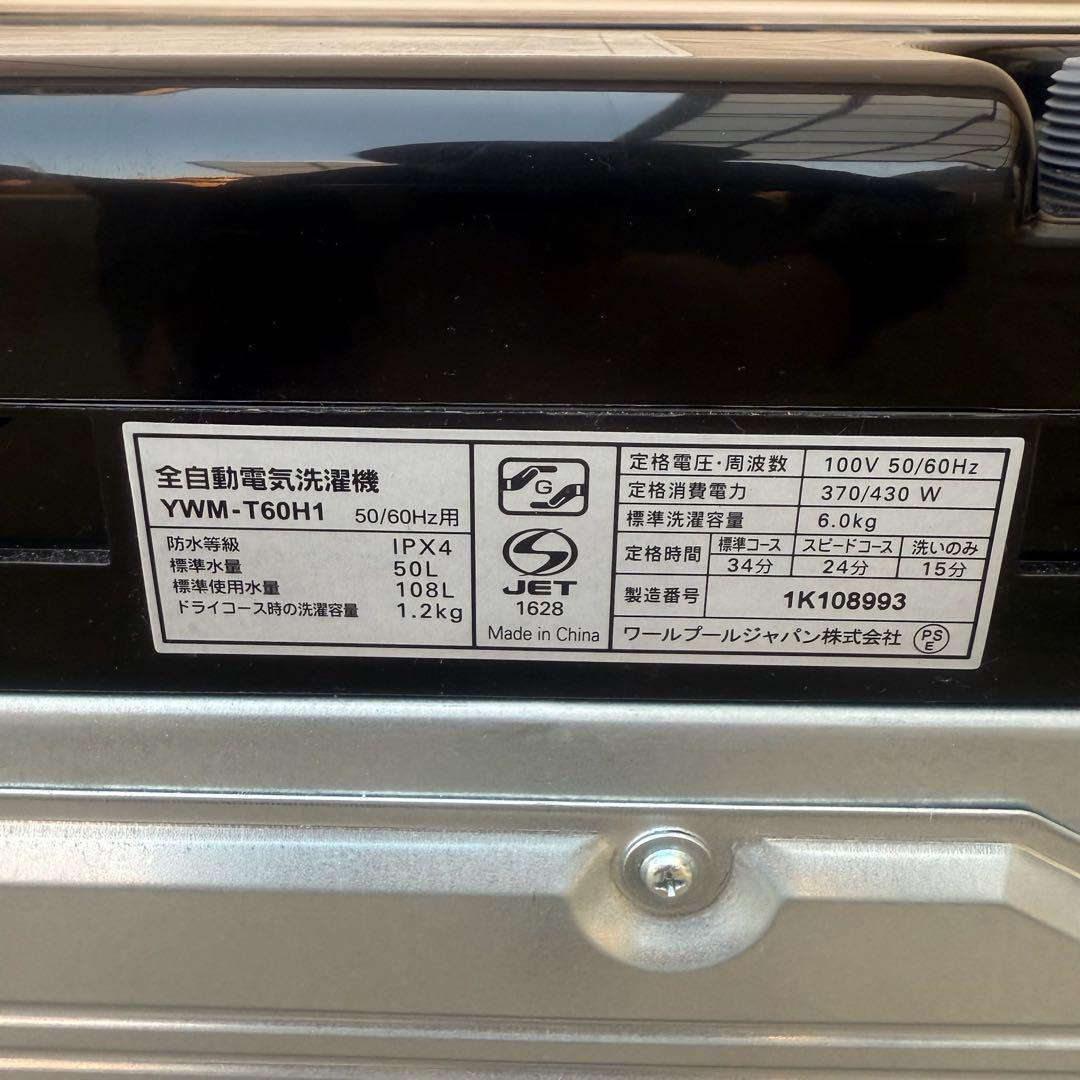 全自動電気洗濯機
YWM-T60H1 50/60Hz用
防水等級 IPX4
標準水量 50L
標準使用水量 108L
ドライコース時の洗濯容量 1.2kg
G
JET
1628
Made in China
定格電圧・周波数 100V 50/60Hz
定格消費電力 370/430 W
標準洗濯容量 6.0kg
定格時間 標準コース スピードコース 洗いのみ
34分 24分 15分
製造番号 1K108993
ワールプールジャパン株式会社 PSE